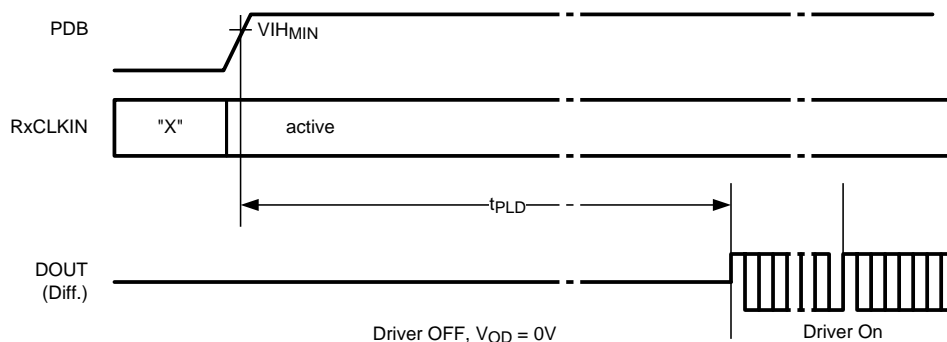 PDB
VIHMIN
RxCLKIN
"X"
active
tPLD
DOUT
(Diff.)
Driver OFF, VOD = 0V
Driver On